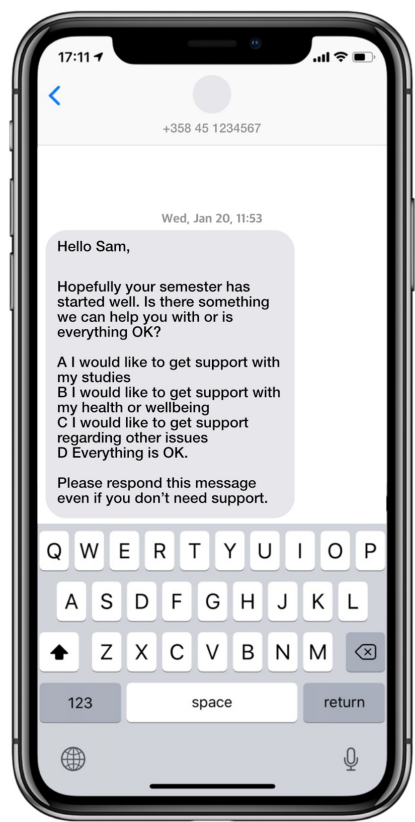 17:11
+358 45 1234567
Wed, Jan 20, 11:53
Hello Sam,
Hopefully your semester has
started well. Is there something
we can help you with or is
everything OK?
A I would like to get support with
my studies
B I would like to get support with
my health or wellbeing
C I would like to get support
regarding other issues
D Everything is OK.
Please respond this message
even if you don't need support.
Q W E R T Y U I O P
A S D F G H J K L
Z X C V B N M
123 space return